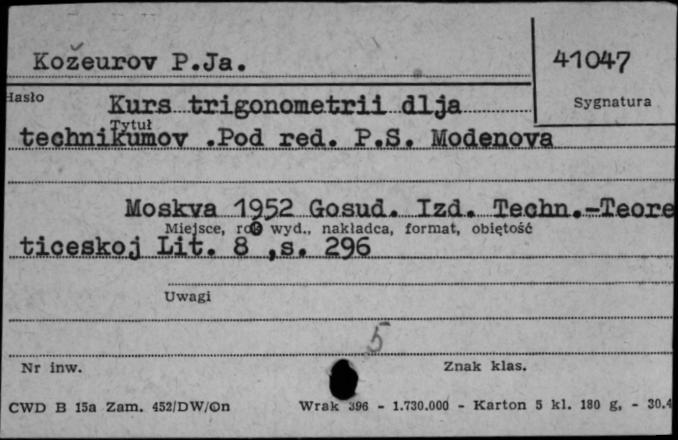 Kožeurov P.Ja.
41047
Hasło
Sygnatura
Kurs trigonometrii dlja
Tytuł
technikumov .Pod red. P.S. Modenova
Moskva 1952 Gosud. Izd. Techn.-Teore
Miejsce, rok wyd., nakładca, format, obiętość
ticeskoj Lit. 8 ,s. 296
Uwagi
5
Nr inw.
Znak klas.
CWD B 15a Zam. 452/DW/On
Wrak 396 - 1.730.000 - Karton 5 kl. 180 g, - 30.4